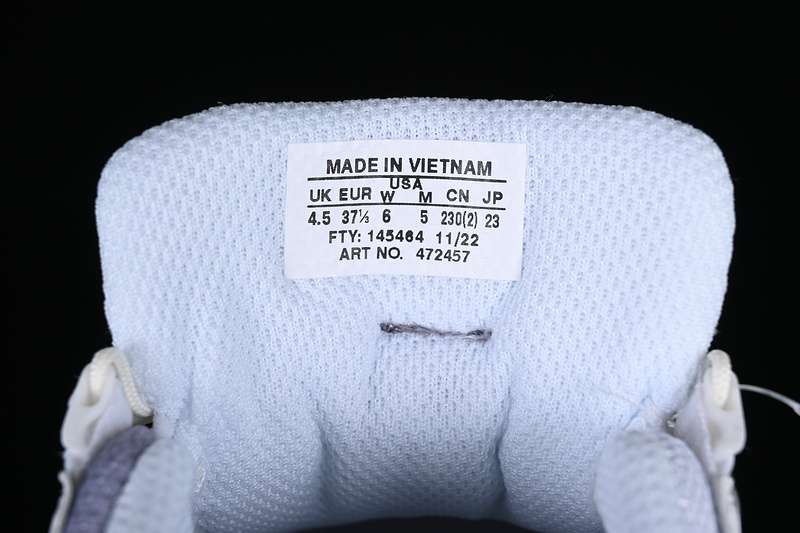 MADE IN VIETNAM
USA
UK EUR W M CN JP
4.5 37⅓ 6 5 230(2) 23
FTY: 145464 11/22
ART NO. 472457